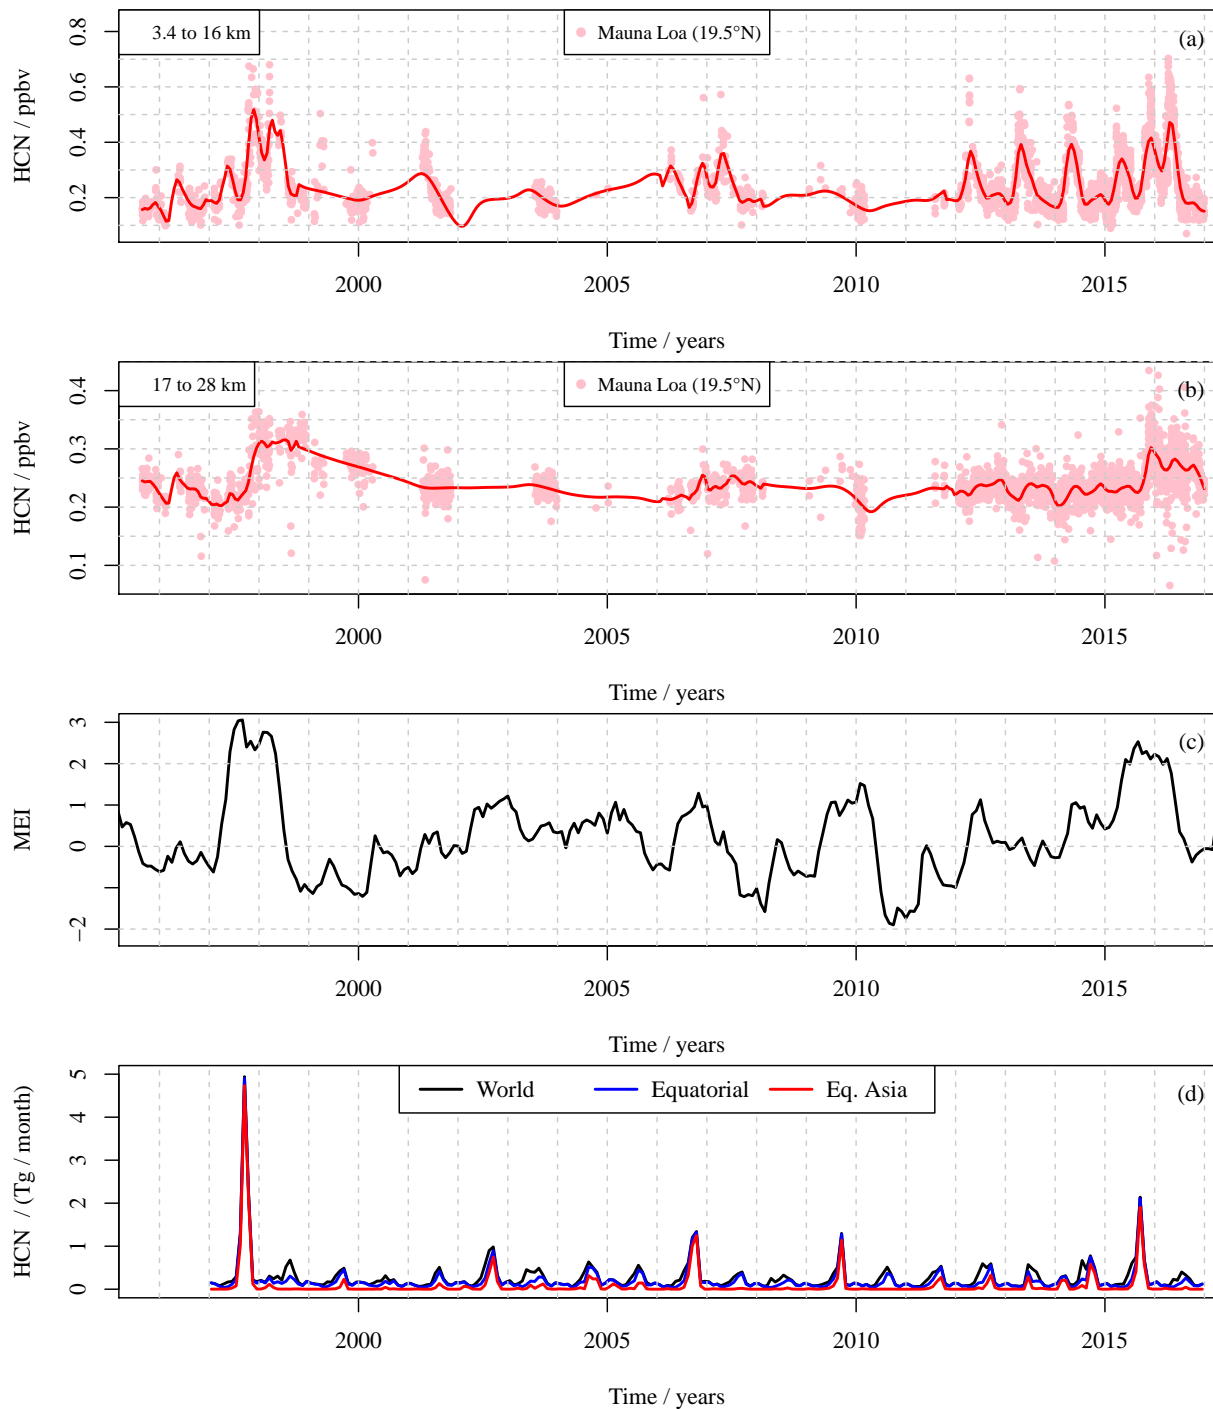 3.4 to 16 km
Mauna Loa (19.5°N)
(a)
HCN / ppbv
0.8
0.6
0.4
0.2
2000 2005 2010 2015
Time / years
17 to 28 km
Mauna Loa (19.5°N)
(b)
HCN / ppbv
0.4
0.3
0.2
0.1
2000 2005 2010 2015
Time / years
(c)
MEI
3
2
1
0
−2
2000 2005 2010 2015
Time / years
World Equatorial Eq. Asia
(d)
HCN / (Tg / month)
5
4
3
2
1
0
2000 2005 2010 2015
Time / years